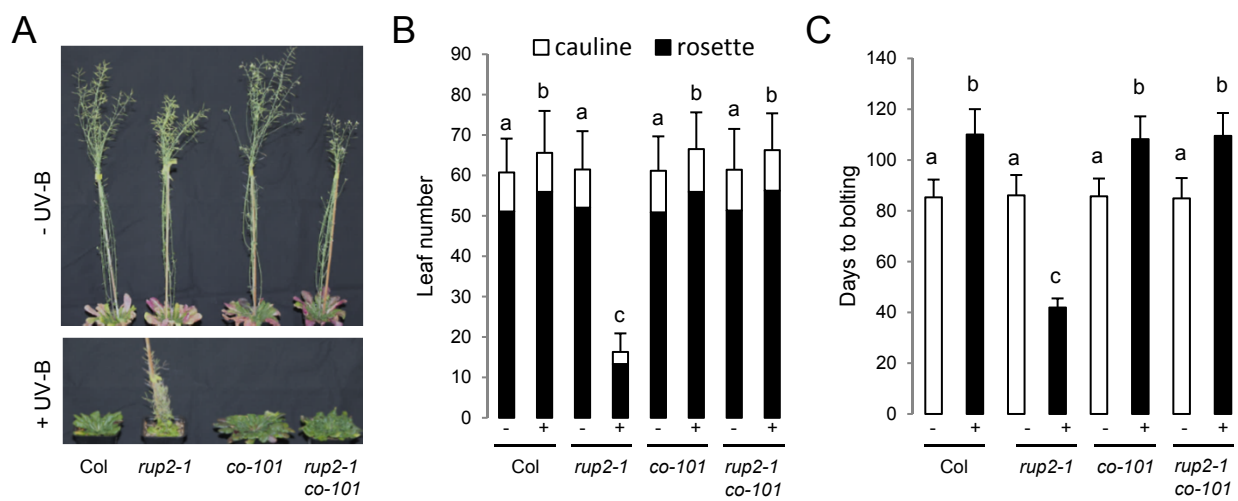 A
- UV-B
+ UV-B
Col rup2-1 co-101 rup2-1
co-101
B
cauline rosette
Leaf number
90
80
70
60
50
40
30
20
10
0
a b a c a b a b
- + - + - + - +
Col rup2-1 co-101 rup2-1
co-101
C
Days to bolting
140
120
100
80
60
40
20
0
a b a c a b a b
- + - + - + - +
Col rup2-1 co-101 rup2-1
co-101